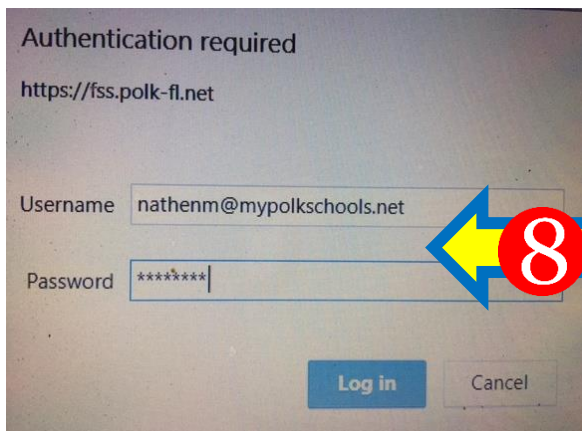 Authentication required
https://fss.polk-fl.net
Username nathenm@mypolkschools.net
8
Password ********
Log in Cancel